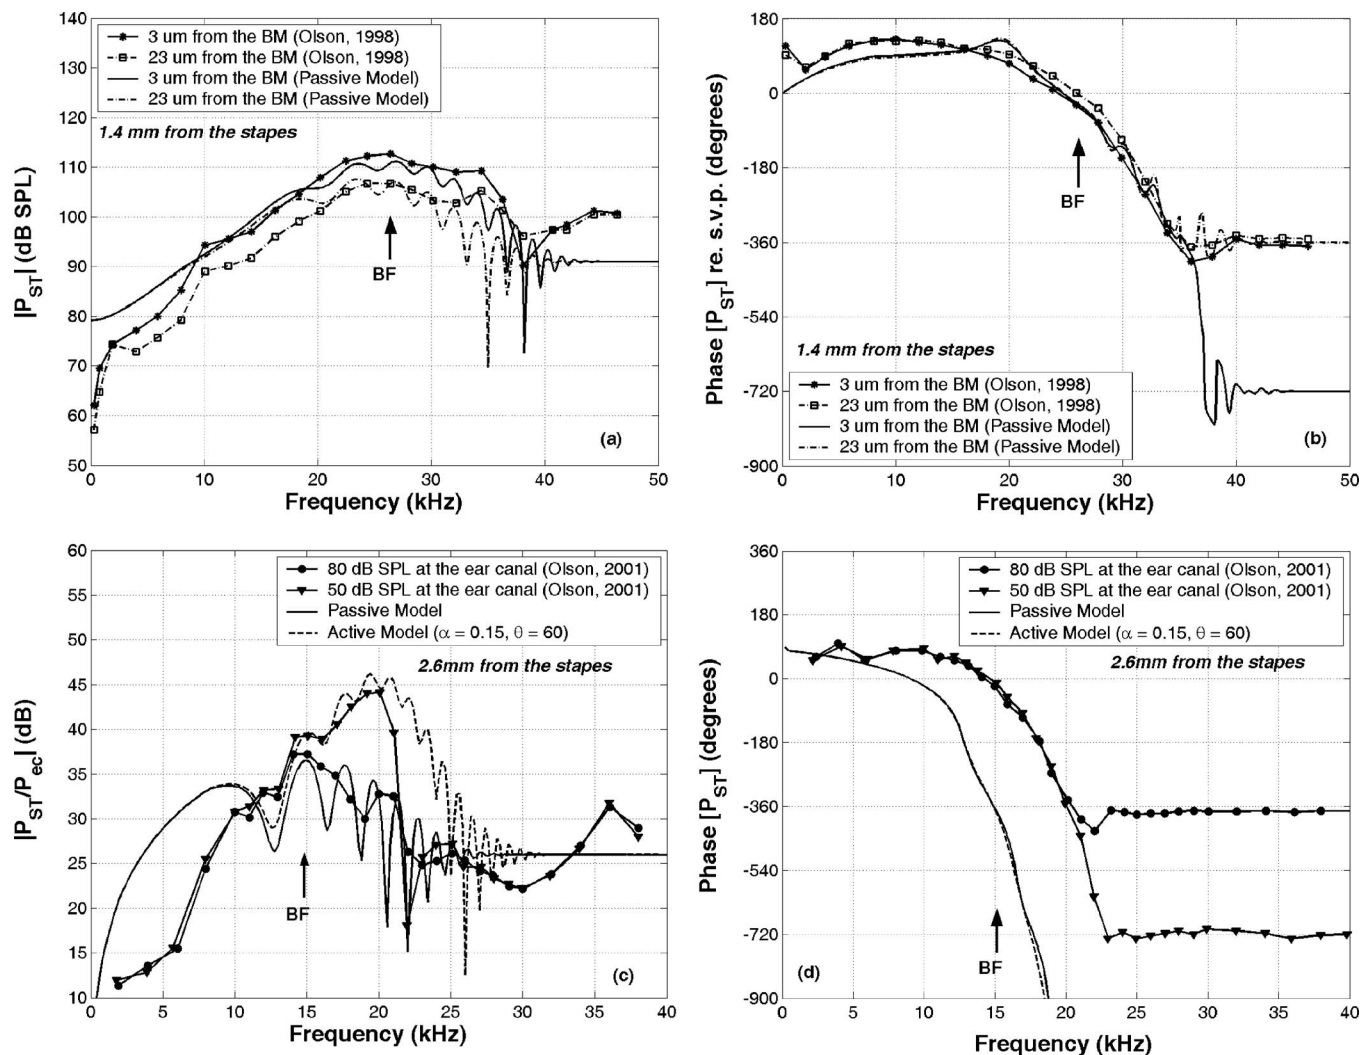 |P_ST| (dB SPL)
140
130
120
110
100
90
80
70
60
50
3 um from the BM (Olson, 1998)
23 um from the BM (Olson, 1998)
3 um from the BM (Passive Model)
23 um from the BM (Passive Model)
1.4 mm from the stapes
BF
(a)
0 10 20 30 40 50
Frequency (kHz)
Phase [P_ST] re. s.v.p. (degrees)
180
0
-180
-360
-540
-720
-900
BF
1.4 mm from the stapes
3 um from the BM (Olson, 1998)
23 um from the BM (Olson, 1998)
3 um from the BM (Passive Model)
23 um from the BM (Passive Model)
(b)
0 10 20 30 40 50
Frequency (kHz)
|P_ST/P_ec| (dB)
60
55
50
45
40
35
30
25
20
15
10
80 dB SPL at the ear canal (Olson, 2001)
50 dB SPL at the ear canal (Olson, 2001)
Passive Model
Active Model (α = 0.15, θ = 60)
2.6mm from the stapes
BF
(c)
0 5 10 15 20 25 30 35 40
Frequency (kHz)
Phase [P_ST] (degrees)
360
180
0
-180
-360
-540
-720
-900
80 dB SPL at the ear canal (Olson, 2001)
50 dB SPL at the ear canal (Olson, 2001)
Passive Model
Active Model (α = 0.15, θ = 60)
2.6mm from the stapes
BF
(d)
0 5 10 15 20 25 30 35 40
Frequency (kHz)